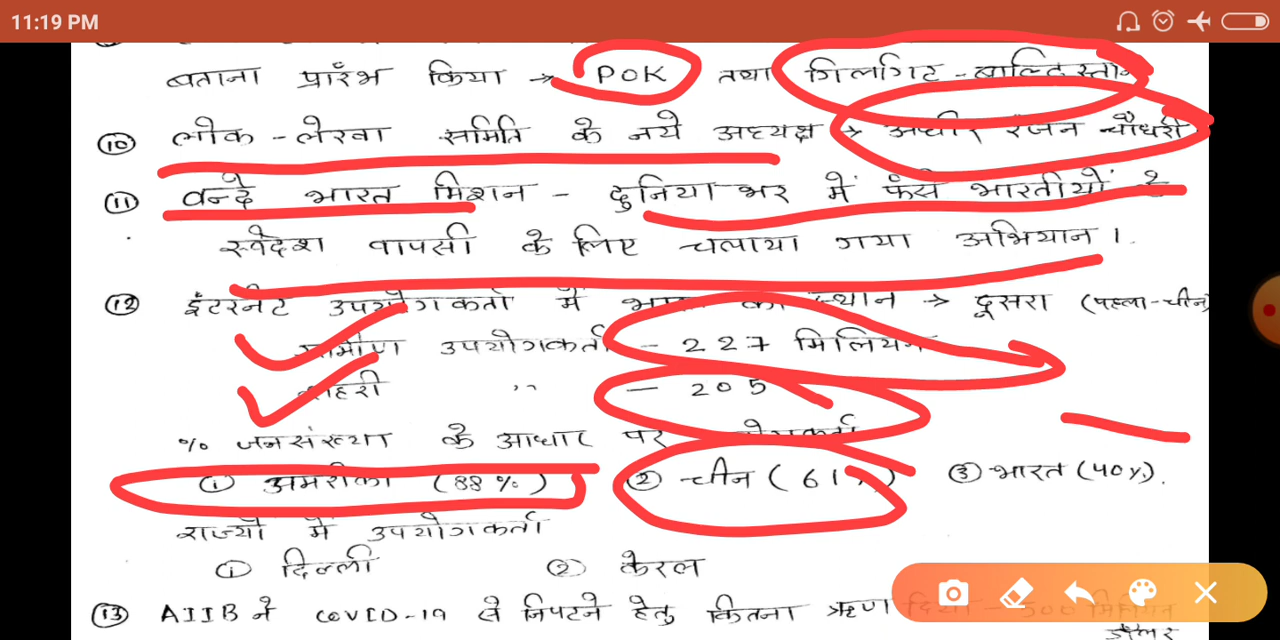 11:19 PM
बताना प्रारंभ किया → POK तथा गिलगिट - बाल्टिस्तान
⑩ लोक - लेखा समिति के नये अध्यक्ष → अधीर रंजन चौधरी
⑪ वन्दे भारत मिशन - दुनिया भर में फंसे भारतीयों के
स्वदेश वापसी के लिए चलाया गया अभियान।
⑫ इंटरनेट उपयोगकर्ता में भारत का स्थान → दूसरा (पहला - चीन)
ग्रामीण उपयोगकर्ता - 227 मिलियन
शहरी " - 205
% जनसंख्या के आधार पर उपयोगकर्ता
① अमरीका (88%) ② चीन (61%) ③ भारत (40%).
राज्यों में उपयोगकर्ता
① दिल्ली ② केरल
⑬ AIIB ने COVID-19 से निपटने हेतु कितना ऋण दिया - 500 मिलियन
डॉलर